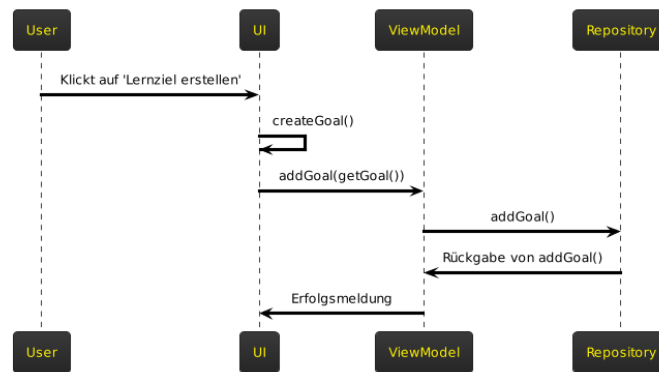 User UI ViewModel Repository
Klickt auf 'Lernziel erstellen'
createGoal()
addGoal(getGoal())
addGoal()
Rückgabe von addGoal()
Erfolgsmeldung
User UI ViewModel Repository